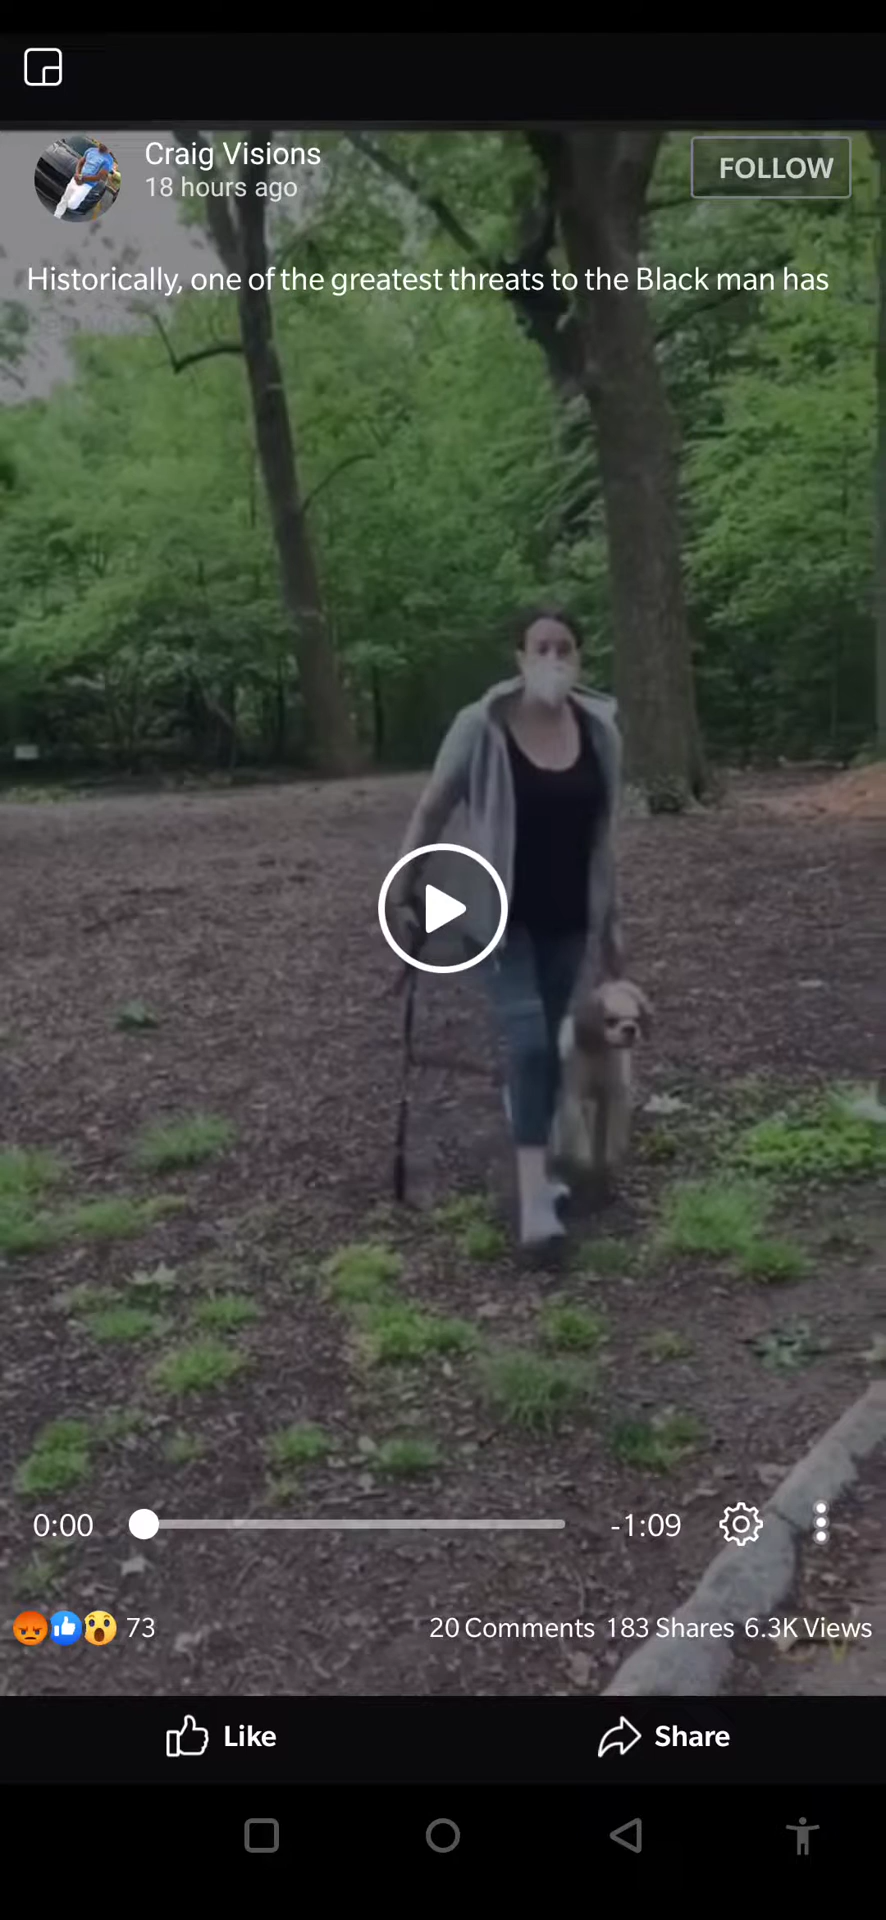 Craig Visions
18 hours ago
FOLLOW
Historically, one of the greatest threats to the Black man has
0:00
-1:09
73
20 Comments 183 Shares 6.3K Views
Like
Share